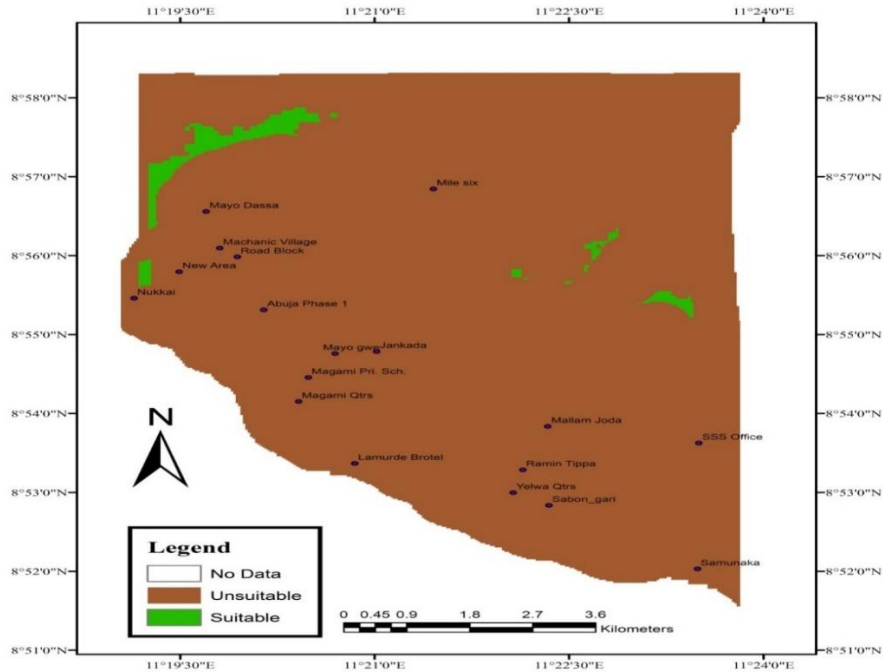 11°19'30"E 11°21'0"E 11°22'30"E 11°24'0"E
8°58'0"N 8°58'0"N
8°57'0"N 8°57'0"N
Mile six
Mayo Dassa
Machanic Village
8°56'0"N Road Block 8°56'0"N
New Area
Nukkai
Abuja Phase 1
8°55'0"N 8°55'0"N
Mayo gwe Jankada
Magami Pri. Sch.
Magami Qtrs
8°54'0"N 8°54'0"N
Mallam Joda
SSS Office
N
Lamurde Brotel
Ramin Tippa
8°53'0"N 8°53'0"N
Yelwa Qtrs
Sabon_gari
Samunaka
8°52'0"N 8°52'0"N
Legend
No Data
Unsuitable
Suitable
0 0.45 0.9 1.8 2.7 3.6
Kilometers
8°51'0"N 8°51'0"N
11°19'30"E 11°21'0"E 11°22'30"E 11°24'0"E